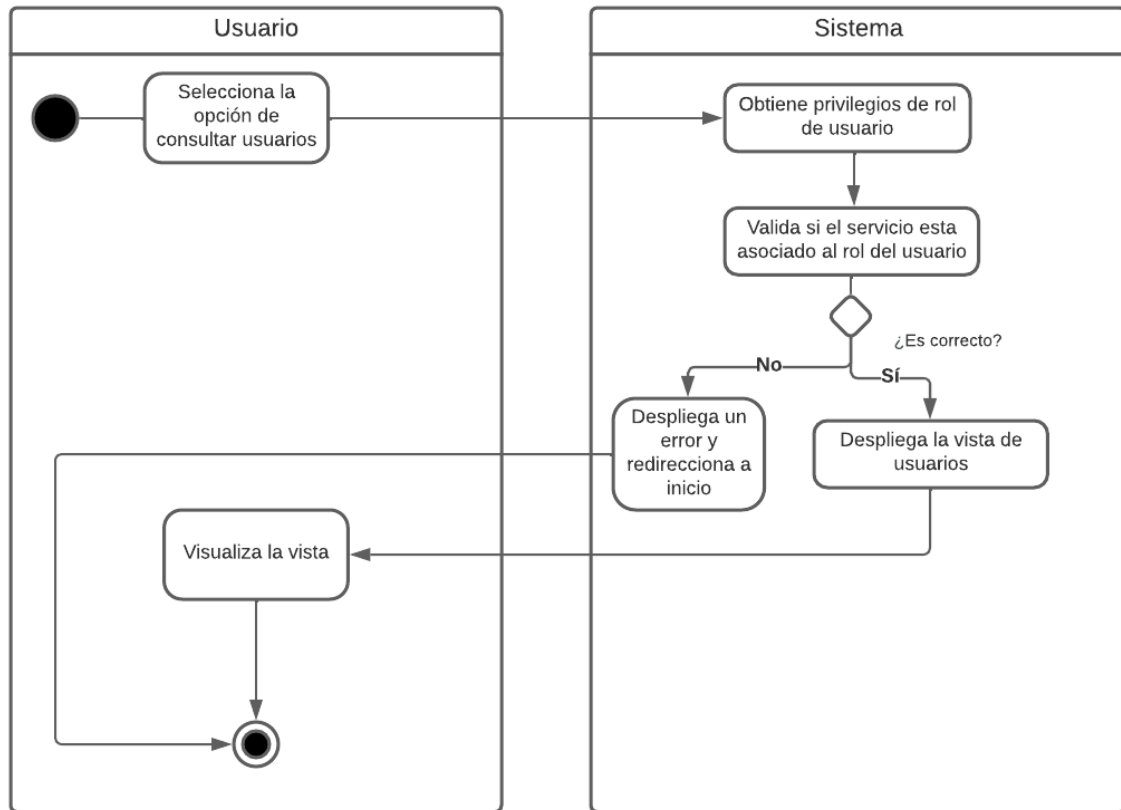 Usuario
Sistema
Selecciona la
opción de
consultar usuarios
Obtiene privilegios de rol
de usuario
Valida si el servicio esta
asociado al rol del usuario
¿Es correcto?
No
Sí
Despliega un
error y
redirecciona a
inicio
Despliega la vista de
usuarios
Visualiza la vista